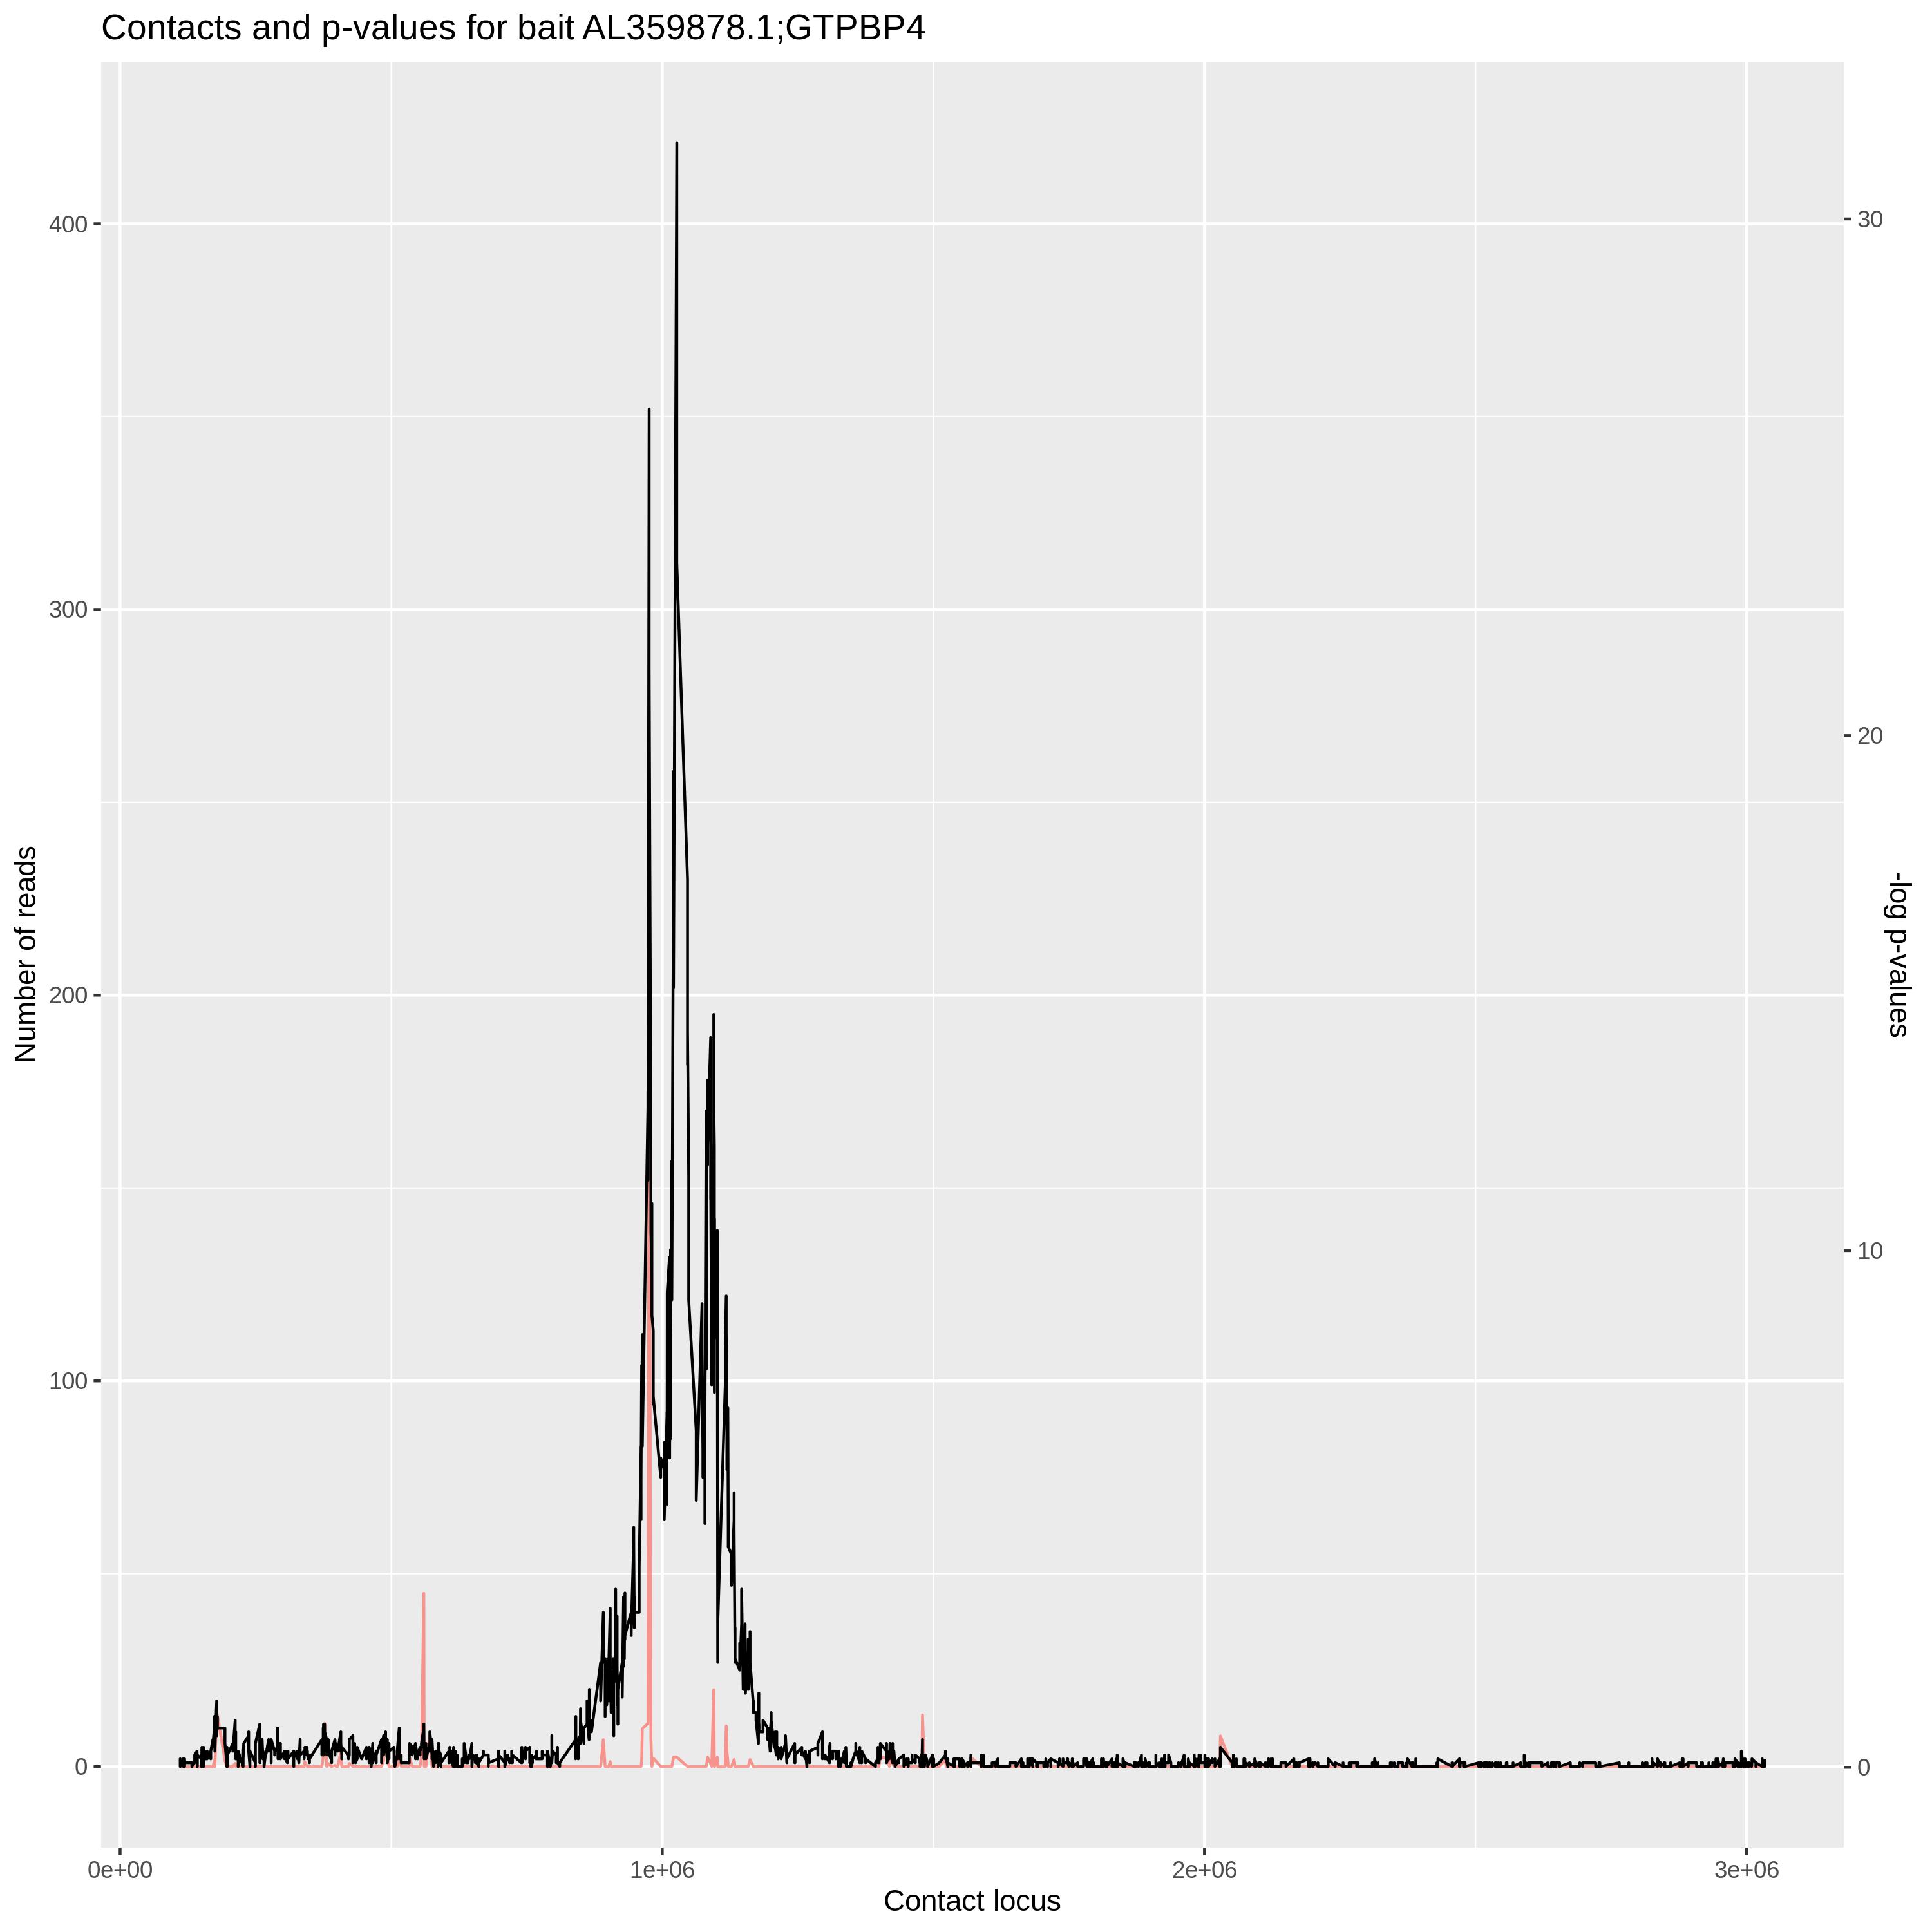 Contacts and p-values for bait AL359878.1;GTPBP4
400
300
200
100
0
Number of reads
30
20
10
0
-log p-values
0e+00 1e+06 2e+06 3e+06
Contact locus